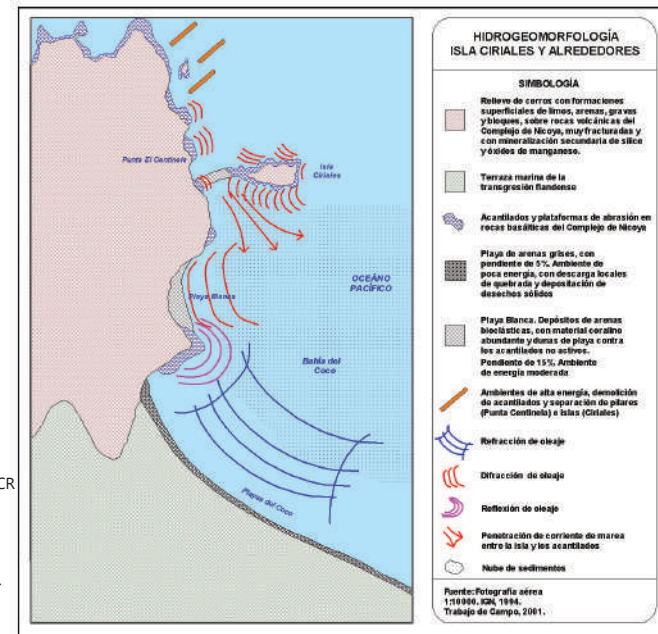 CR
Punta El Centinela
Isla
Ciriales
OCEÁNO
PACÍFICO
Playa Blanca
Bahía del
Coco
Playas del Coco
HIDROGEOMORFOLOGÍA
ISLA CIRIALES Y ALREDEDORES
SIMBOLOGÍA
Relieve de cerros con formaciones
superficiales de limos, arenas, gravas
y bloques, sobre rocas volcánicas del
Complejo de Nicoya, muy fracturadas y
con mineralización secundaria de sílice
y óxidos de manganeso.
Terraza marina de la
transgresión flandense
Acantilados y plataformas de abrasión en
rocas basálticas del Complejo de Nicoya
Playa de arenas grises, con
pendiente de 5%. Ambiente de
poca energía, con descarga locales
de quebrada y depositación de
desechos sólidos
Playa Blanca. Depósitos de arenas
bioclásticas, con material coralino
abundante y dunas de playa contra
los acantilados no activos.
Pendiente de 15%. Ambiente
de energía moderada
Ambientes de alta energía, demolición
de acantilados y separación de pilares
(Punta Centinela) e islas (Ciriales)
Refracción de oleaje
Difracción de oleaje
Reflexión de oleaje
Penetración de corriente de marea
entre la isla y los acantilados
Nube de sedimentos
Fuente: Fotografía aérea
1:10000, IGN, 1994.
Trabajo de Campo, 2001.